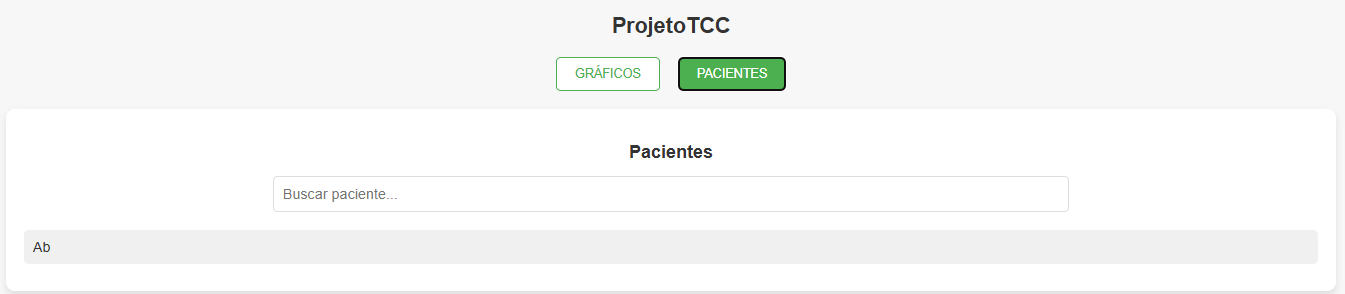 ProjetoTCC
GRÁFICOS PACIENTES
Pacientes
Buscar paciente...
Ab